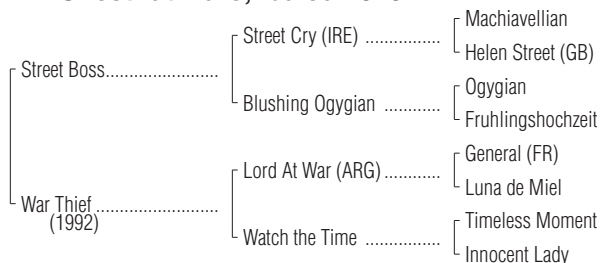 Machiavellian
Street Cry (IRE) ................
Helen Street (GB)
Street Boss........................
Ogygian
Blushing Ogygian ............
Fruhlingshochzeit
General (FR)
Lord At War (ARG)............
Luna de Miel
War Thief..........................
(1992)
Timeless Moment
Watch the Time ................
Innocent Lady